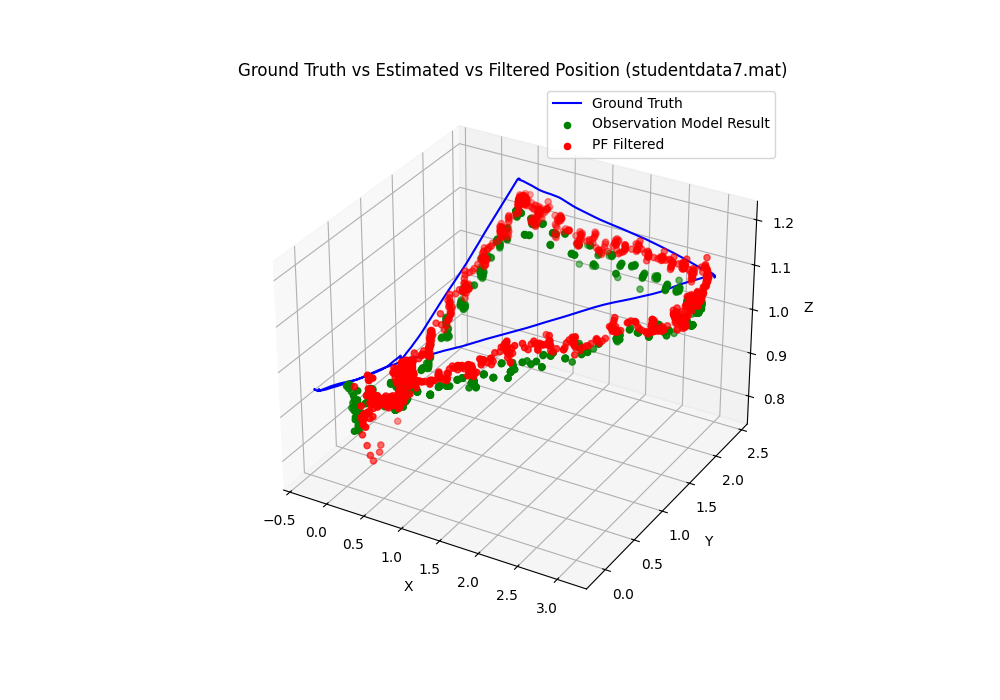 Ground Truth vs Estimated vs Filtered Position (studentdata7.mat)
Ground Truth
Observation Model Result
PF Filtered
1.2
1.1
1.0
Z
0.9
0.8
2.5
2.0
1.5
1.0
Y
0.5
0.0
−0.5
0.0
0.5
1.0
1.5
2.0
2.5
3.0
X